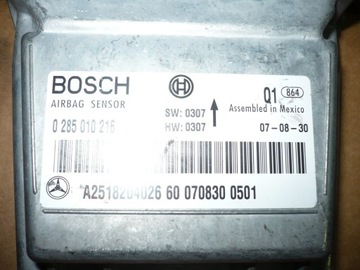 BOSCH
AIRBAG SENSOR
0 285 010 216
SW: 0307
HW: 0307
Q1 864
Assembled in Mexico
07-08-30
A2518204026 60 070830 0501